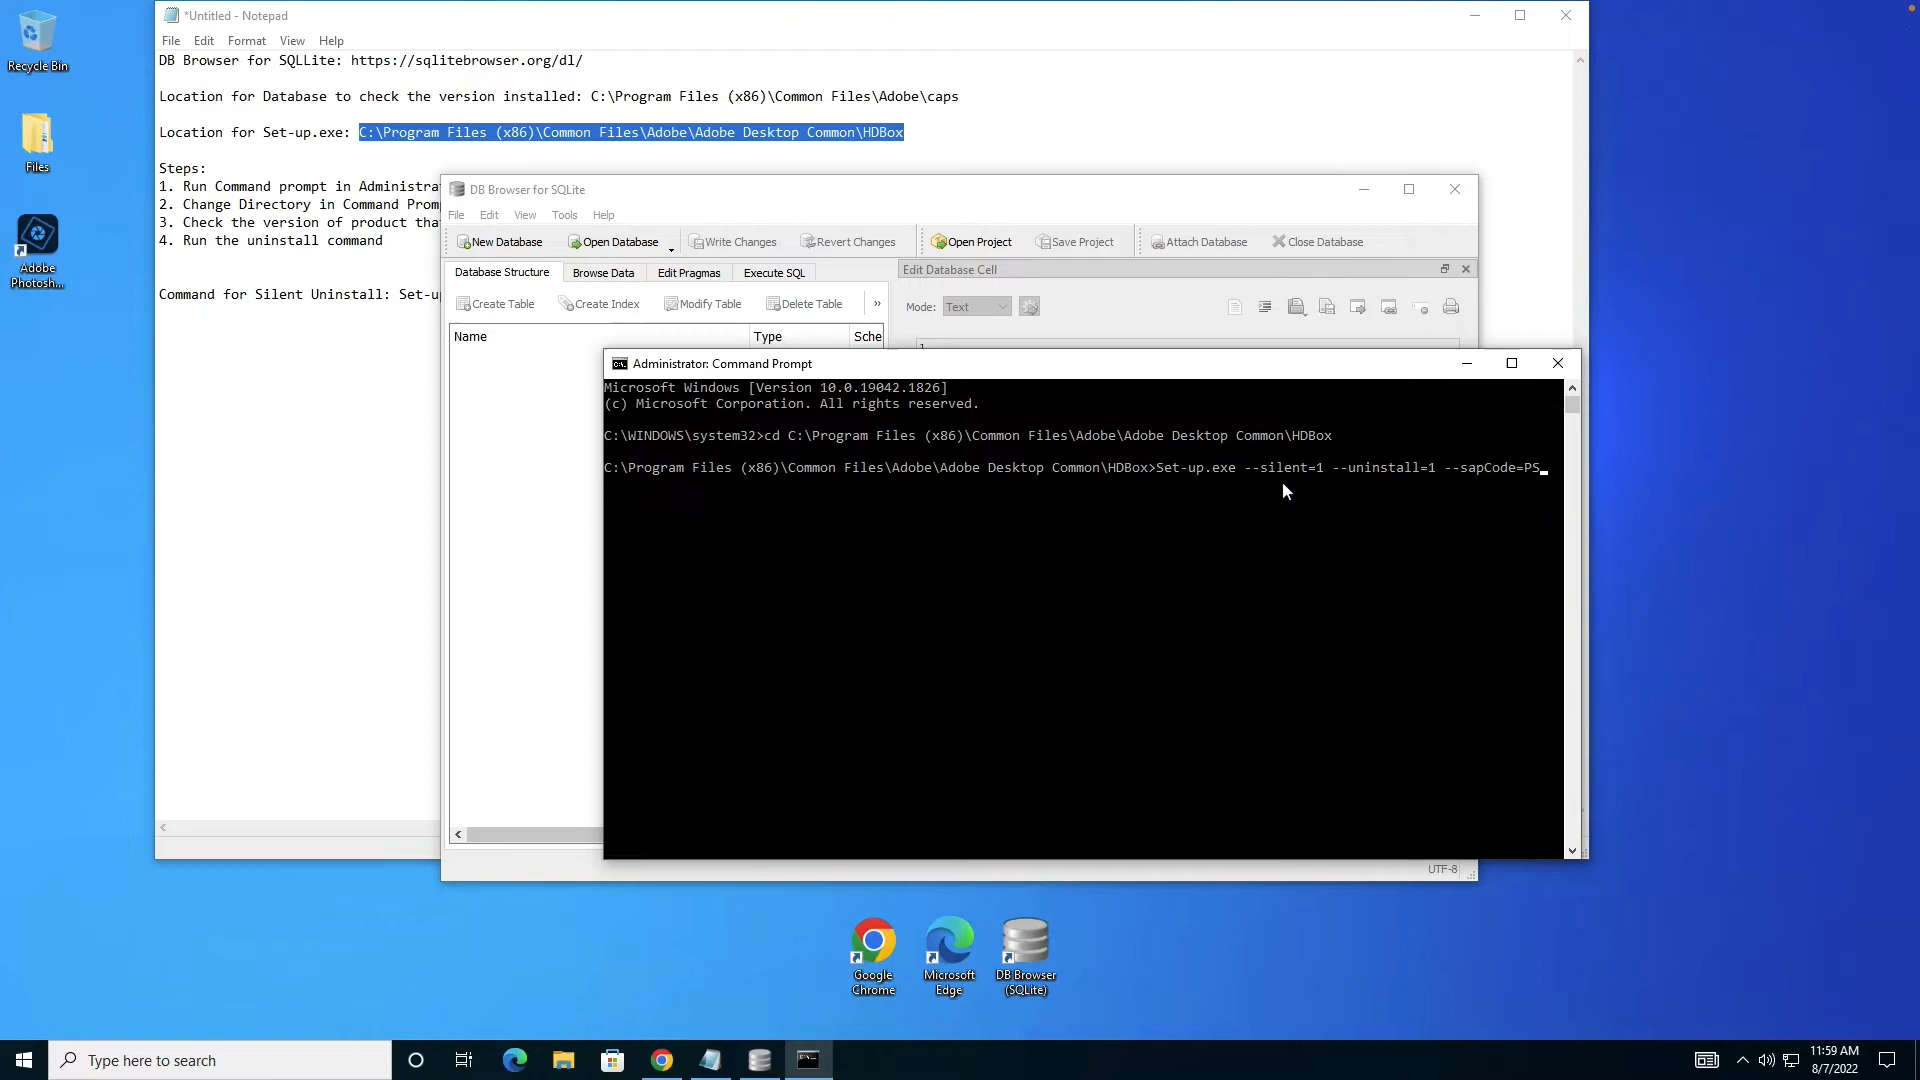 Recycle Bin
Files
Adobe
Photosh...
*Untitled - Notepad
File Edit Format View Help
DB Browser for SQLLite: https://sqlitebrowser.org/dl/
Location for Database to check the version installed: C:\Program Files (x86)\Common Files\Adobe\caps
Location for Set-up.exe: C:\Program Files (x86)\Common Files\Adobe\Adobe Desktop Common\HDBox
Steps:
1. Run Command prompt in Administra
2. Change Directory in Command Prom
3. Check the version of product tha
4. Run the uninstall command
Command for Silent Uninstall: Set-u
DB Browser for SQLite
File Edit View Tools Help
New Database Open Database Write Changes Revert Changes Open Project Save Project Attach Database Close Database
Database Structure Browse Data Edit Pragmas Execute SQL
Edit Database Cell
Create Table Create Index Modify Table Delete Table »
Mode: Text
Name Type Sche
1
Administrator: Command Prompt
Microsoft Windows [Version 10.0.19042.1826]
(c) Microsoft Corporation. All rights reserved.
C:\WINDOWS\system32>cd C:\Program Files (x86)\Common Files\Adobe\Adobe Desktop Common\HDBox
C:\Program Files (x86)\Common Files\Adobe\Adobe Desktop Common\HDBox>Set-up.exe --silent=1 --uninstall=1 --sapCode=PS
UTF-8
Google
Chrome
Microsoft
Edge
DB Browser
(SQLite)
Type here to search
11:59 AM
8/7/2022